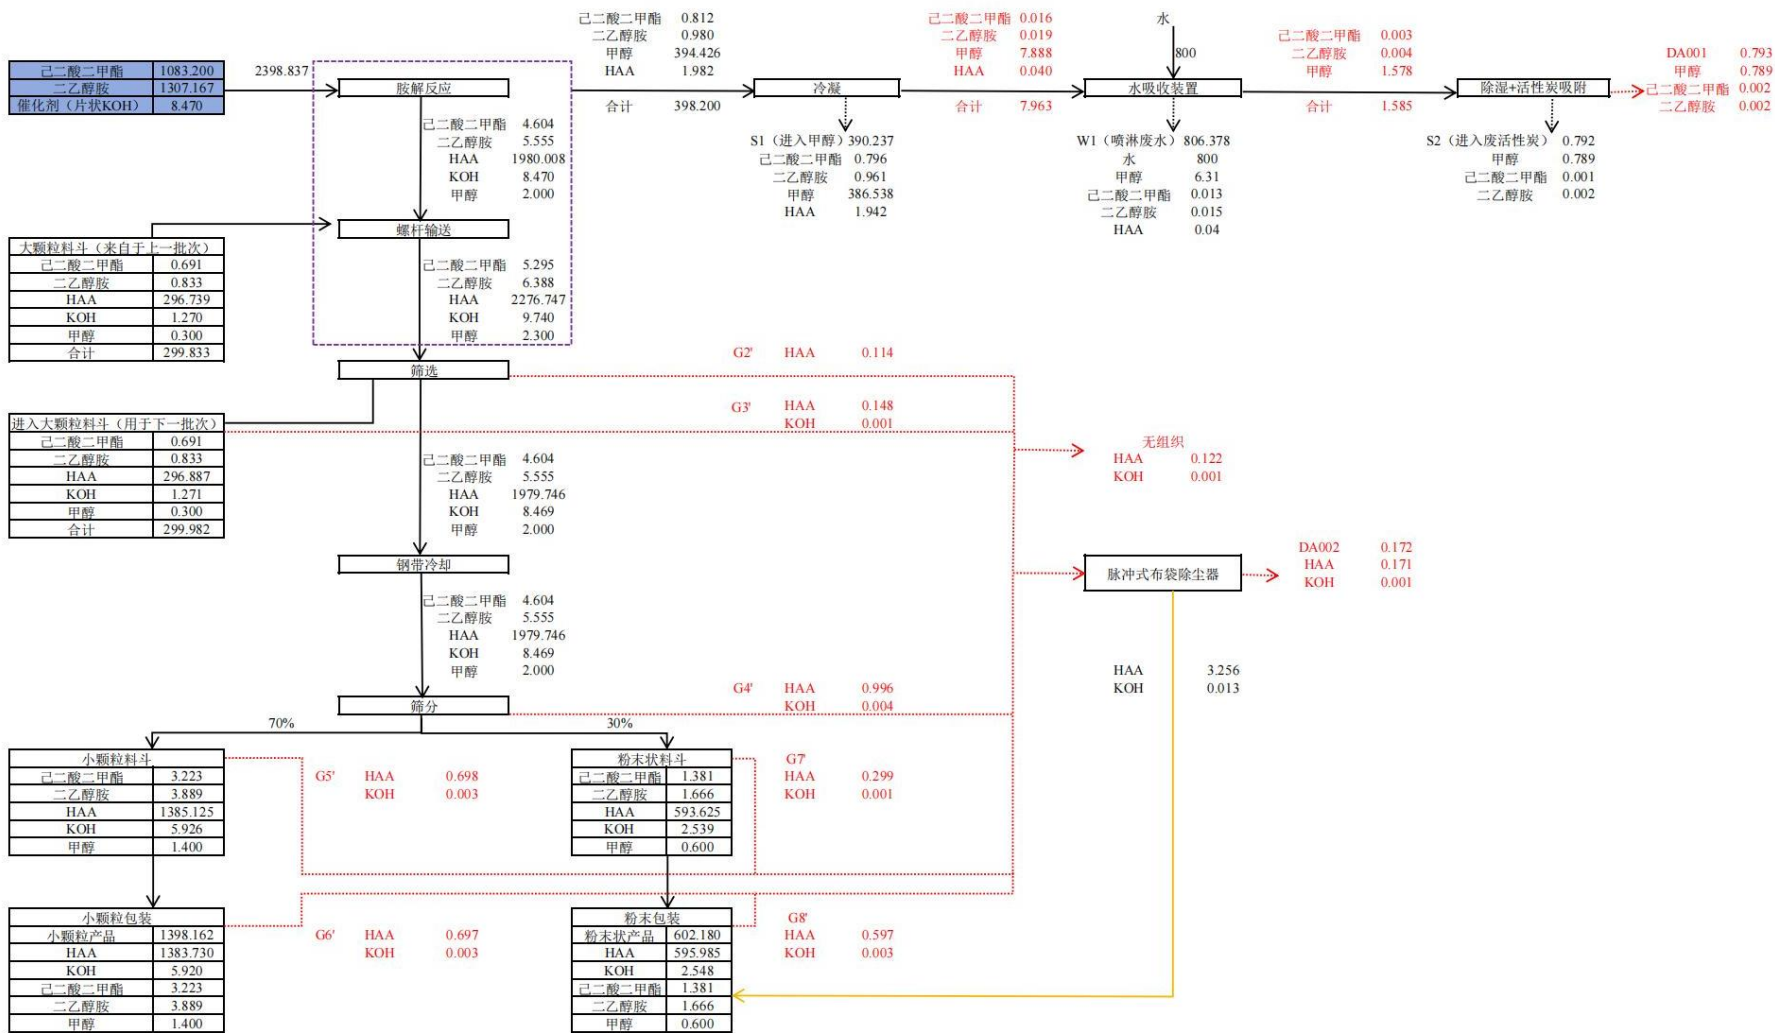 己二酸二甲酯 0.812
二乙醇胺 0.980
甲醇 394.426
HAA 1.982
合计 398.200
己二酸二甲酯 0.016
二乙醇胺 0.019
甲醇 7.888
HAA 0.040
合计 7.963
水
800
己二酸二甲酯 0.003
二乙醇胺 0.004
甲醇 1.578
合计 1.585
DA001 0.793
甲醇 0.789
己二酸二甲酯 0.002
二乙醇胺 0.002
己二酸二甲酯 1083.200
二乙醇胺 1307.167
催化剂（片状KOH） 8.470
2398.837
胺解反应
冷凝
水吸收装置
除湿+活性炭吸附
己二酸二甲酯 4.604
二乙醇胺 5.555
HAA 1980.008
KOH 8.470
甲醇 2.000
S1（进入甲醇） 390.237
己二酸二甲酯 0.796
二乙醇胺 0.961
甲醇 386.538
HAA 1.942
W1（喷淋废水） 806.378
水 800
甲醇 6.31
己二酸二甲酯 0.013
二乙醇胺 0.015
HAA 0.04
S2（进入废活性炭） 0.792
甲醇 0.789
己二酸二甲酯 0.001
二乙醇胺 0.002
螺杆输送
大颗粒料斗（来自于上一批次）
己二酸二甲酯 0.691
二乙醇胺 0.833
HAA 296.739
KOH 1.270
甲醇 0.300
合计 299.833
己二酸二甲酯 5.295
二乙醇胺 6.388
HAA 2276.747
KOH 9.740
甲醇 2.300
筛选
G2' HAA 0.114
G3' HAA 0.148
KOH 0.001
进入大颗粒料斗（用于下一批次）
己二酸二甲酯 0.691
二乙醇胺 0.833
HAA 296.887
KOH 1.271
甲醇 0.300
合计 299.982
己二酸二甲酯 4.604
二乙醇胺 5.555
HAA 1979.746
KOH 8.469
甲醇 2.000
无组织
HAA 0.122
KOH 0.001
钢带冷却
脉冲式布袋除尘器
DA002 0.172
HAA 0.171
KOH 0.001
己二酸二甲酯 4.604
二乙醇胺 5.555
HAA 1979.746
KOH 8.469
甲醇 2.000
HAA 3.256
KOH 0.013
筛分
G4' HAA 0.996
KOH 0.004
70%
30%
小颗粒料斗
己二酸二甲酯 3.223
二乙醇胺 3.889
HAA 1385.125
KOH 5.926
甲醇 1.400
G5' HAA 0.698
KOH 0.003
粉末状料斗
己二酸二甲酯 1.381
二乙醇胺 1.666
HAA 593.625
KOH 2.539
甲醇 0.600
G7'
HAA 0.299
KOH 0.001
小颗粒包装
小颗粒产品 1398.162
HAA 1383.730
KOH 5.920
己二酸二甲酯 3.223
二乙醇胺 3.889
甲醇 1.400
G6' HAA 0.697
KOH 0.003
粉末包装
粉末状产品 602.180
HAA 595.985
KOH 2.548
己二酸二甲酯 1.381
二乙醇胺 1.666
甲醇 0.600
G8'
HAA 0.597
KOH 0.003